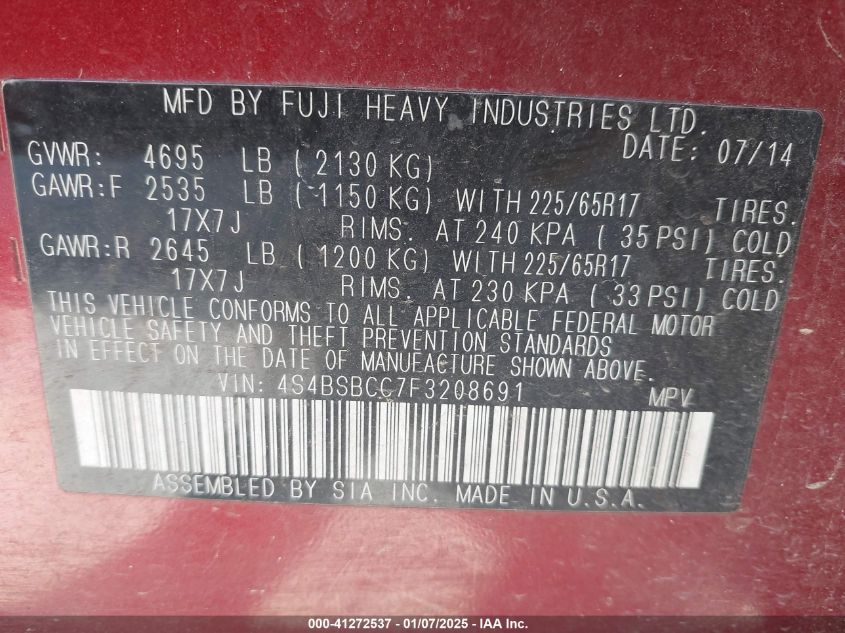 MFD BY FUJI HEAVY INDUSTRIES LTD.
DATE: 07/14
GVWR: 4695 LB ( 2130 KG)
GAWR:F 2535 LB ( 1150 KG) WITH 225/65R17 TIRES.
17X7J RIMS. AT 240 KPA ( 35 PSI) COLD
GAWR:R 2645 LB ( 1200 KG) WITH 225/65R17 TIRES.
17X7J RIMS. AT 230 KPA ( 33 PSI) COLD
THIS VEHICLE CONFORMS TO ALL APPLICABLE FEDERAL MOTOR
VEHICLE SAFETY AND THEFT PREVENTION STANDARDS
IN EFFECT ON THE DATE OF MANUFACTURE SHOWN ABOVE.
VIN: 4S4BSBCC7F3208691 MPV
ASSEMBLED BY SIA INC. MADE IN U.S.A.
000-41272537 - 01/07/2025 - IAA Inc.